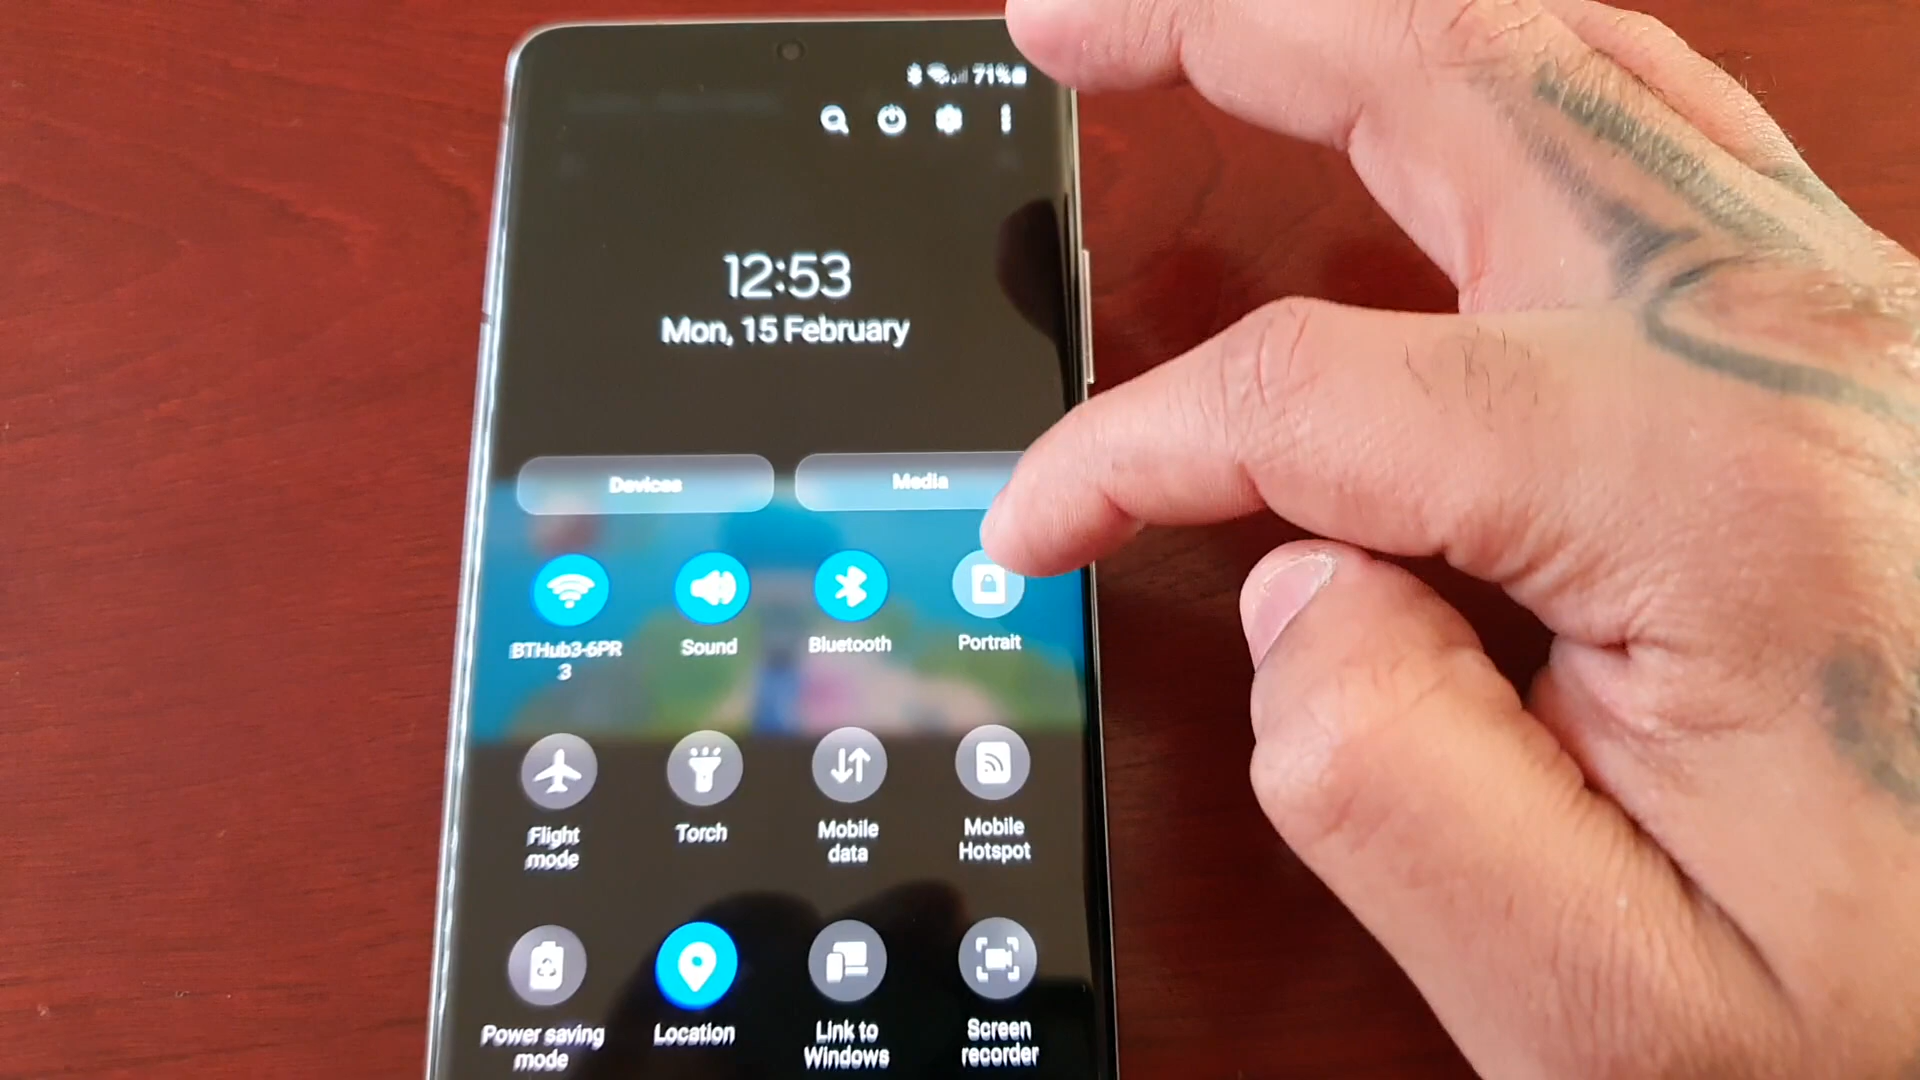 71%
12:53
Mon, 15 February
Devices
Media
BTHub3-6PR
3
Sound
Bluetooth
Portrait
Flight
mode
Torch
Mobile
data
Mobile
Hotspot
Power saving
mode
Location
Link to
Windows
Screen
recorder